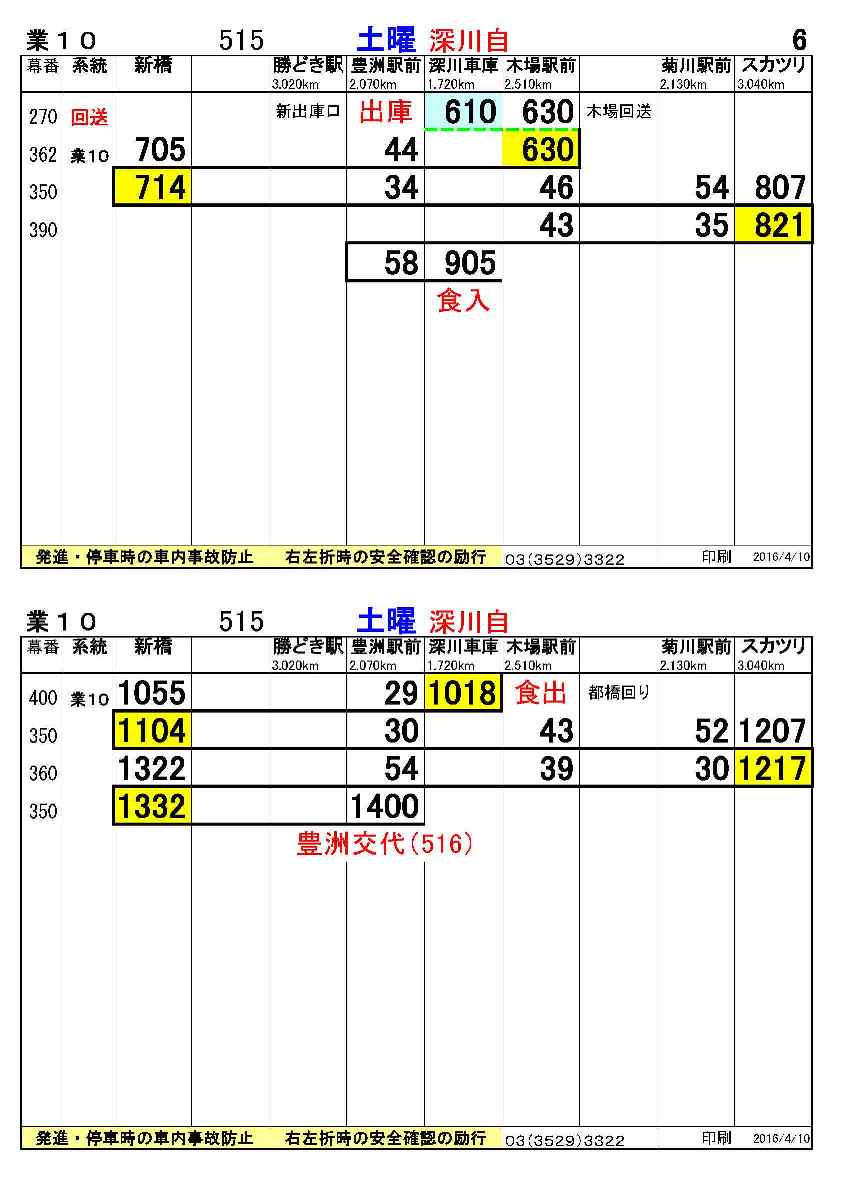 業１０ 515 土曜 深川自 6
幕番 系統 新橋 勝どき駅 豊洲駅前 深川車庫 木場駅前 菊川駅前 スカツリ
3.020km 2.070km 1.720km 2.510km 2.130km 3.040km
270 回送 新出庫口 出庫 610 630 木場回送
362 業10 705 44 630
350 714 34 46 54 807
390 43 35 821
58 905
食入
発進・停車時の車内事故防止 右左折時の安全確認の励行 03(3529)3322 印刷 2016/4/10
業１０ 515 土曜 深川自
幕番 系統 新橋 勝どき駅 豊洲駅前 深川車庫 木場駅前 菊川駅前 スカツリ
3.020km 2.070km 1.720km 2.510km 2.130km 3.040km
400 業10 1055 29 1018 食出 都橋回り
350 1104 30 43 52 1207
360 1322 54 39 30 1217
350 1332 1400
豊洲交代(516)
発進・停車時の車内事故防止 右左折時の安全確認の励行 03(3529)3322 印刷 2016/4/10